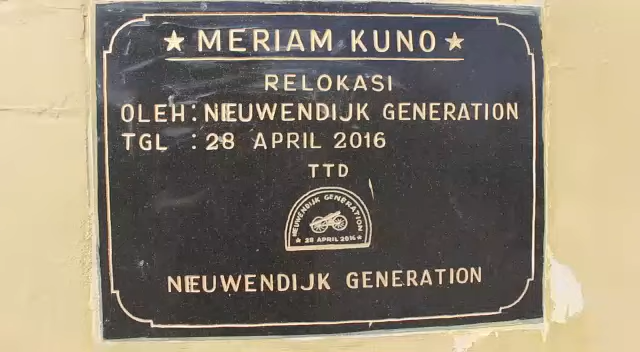 ★ MERIAM KUNO ★
RELOKASI
OLEH : NIEUWENDIJK GENERATION
TGL : 28 APRIL 2016
TTD
NIEUWENDIJK GENERATION
★ 28 APRIL 2016 ★
NIEUWENDIJK GENERATION